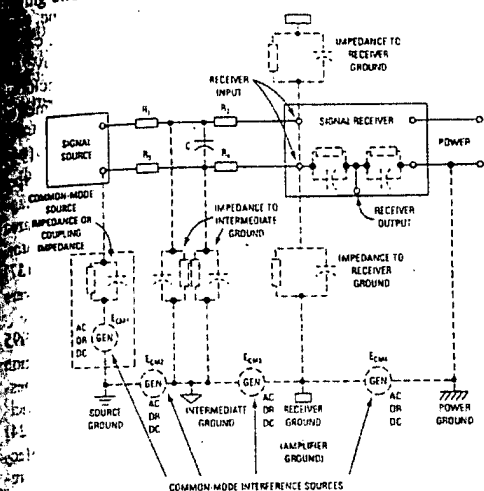 IMPEDANCE TO
RECEIVER
GROUND
RECEIVER
INPUT
R₁
R₂
SIGNAL RECEIVER
SIGNAL
SOURCE
C
POWER
R₃
R₄
COMMON-MODE
SOURCE
IMPEDANCE OR
COUPLING
IMPEDANCE
IMPEDANCE TO
INTERMEDIATE
GROUND
RECEIVER
OUTPUT
IMPEDANCE TO
RECEIVER
GROUND
ECM1
AC
OR
DC
GEN
ECM2
GEN
AC
OR
DC
ECM3
GEN
AC
OR
DC
ECM4
GEN
AC
OR
DC
SOURCE
GROUND
INTERMEDIATE
GROUND
RECEIVER
GROUND
(AMPLIFIER
GROUND)
POWER
GROUND
COMMON-MODE INTERFERENCE SOURCES